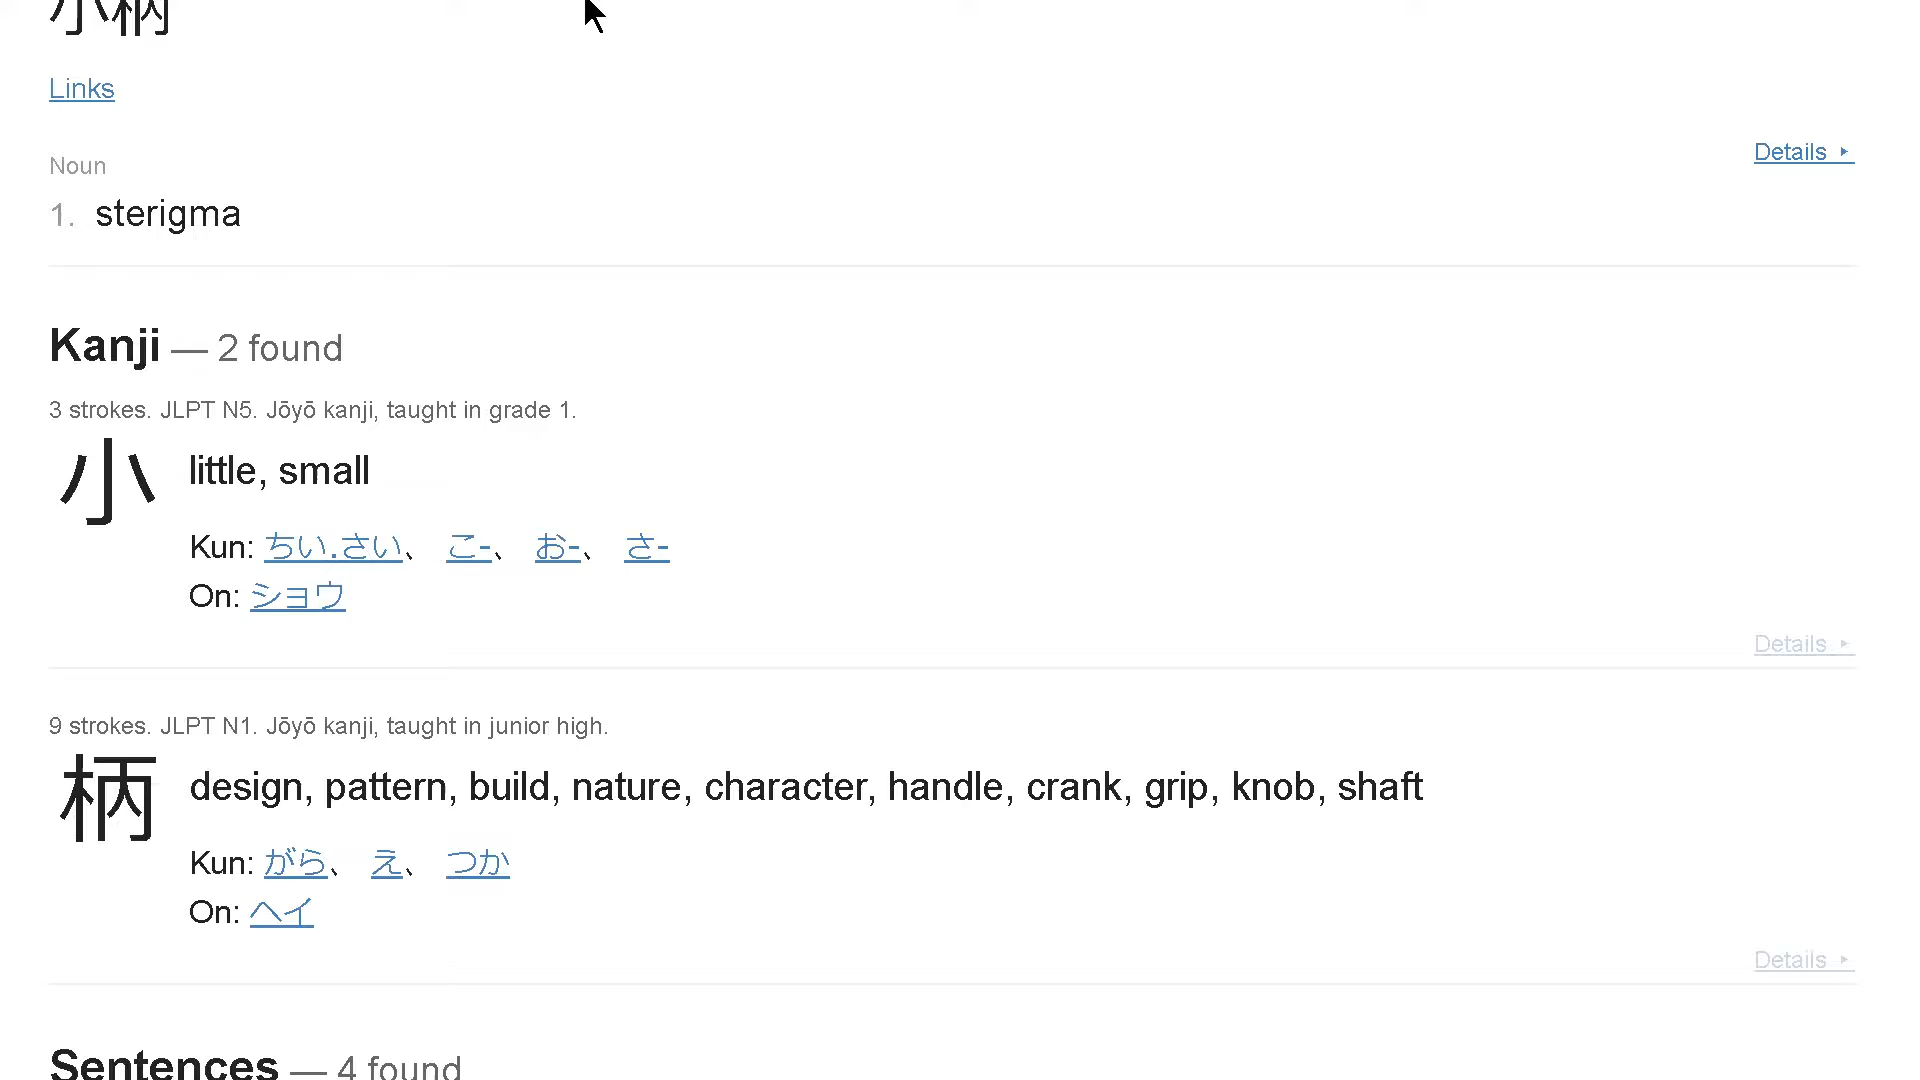 小柄
Links
Noun
Details ▸
1. sterigma
Kanji — 2 found
3 strokes. JLPT N5. Jōyō kanji, taught in grade 1.
小
little, small
Kun: ちい.さい、 こ-、 お-、 さ-
On: ショウ
Details ▸
9 strokes. JLPT N1. Jōyō kanji, taught in junior high.
柄
design, pattern, build, nature, character, handle, crank, grip, knob, shaft
Kun: がら、 え、 つか
On: ヘイ
Details ▸
Sentences — 4 found